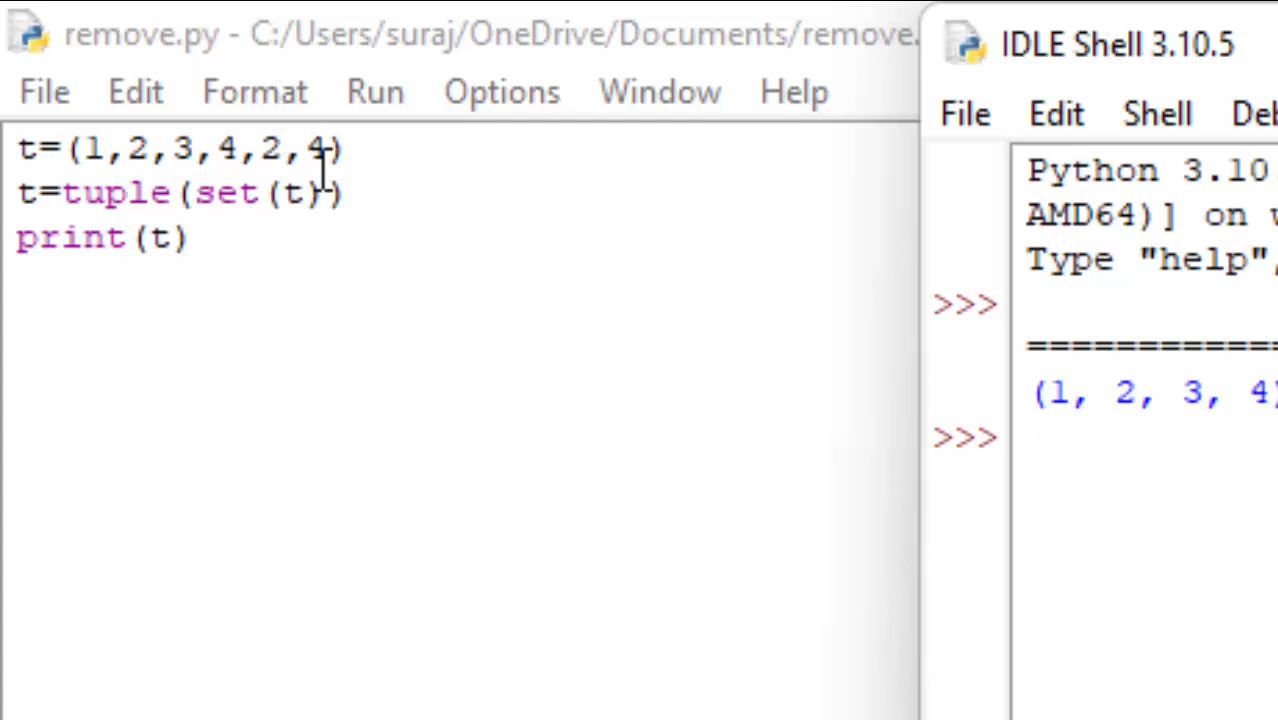 remove.py - C:/Users/suraj/OneDrive/Documents/remove.
File Edit Format Run Options Window Help
t=(1,2,3,4,2,4)
t=tuple(set(t))
print(t)
IDLE Shell 3.10.5
File Edit Shell
Python 3.10
AMD64)] on
Type "help",
>>>
============
(1, 2, 3, 4)
>>>